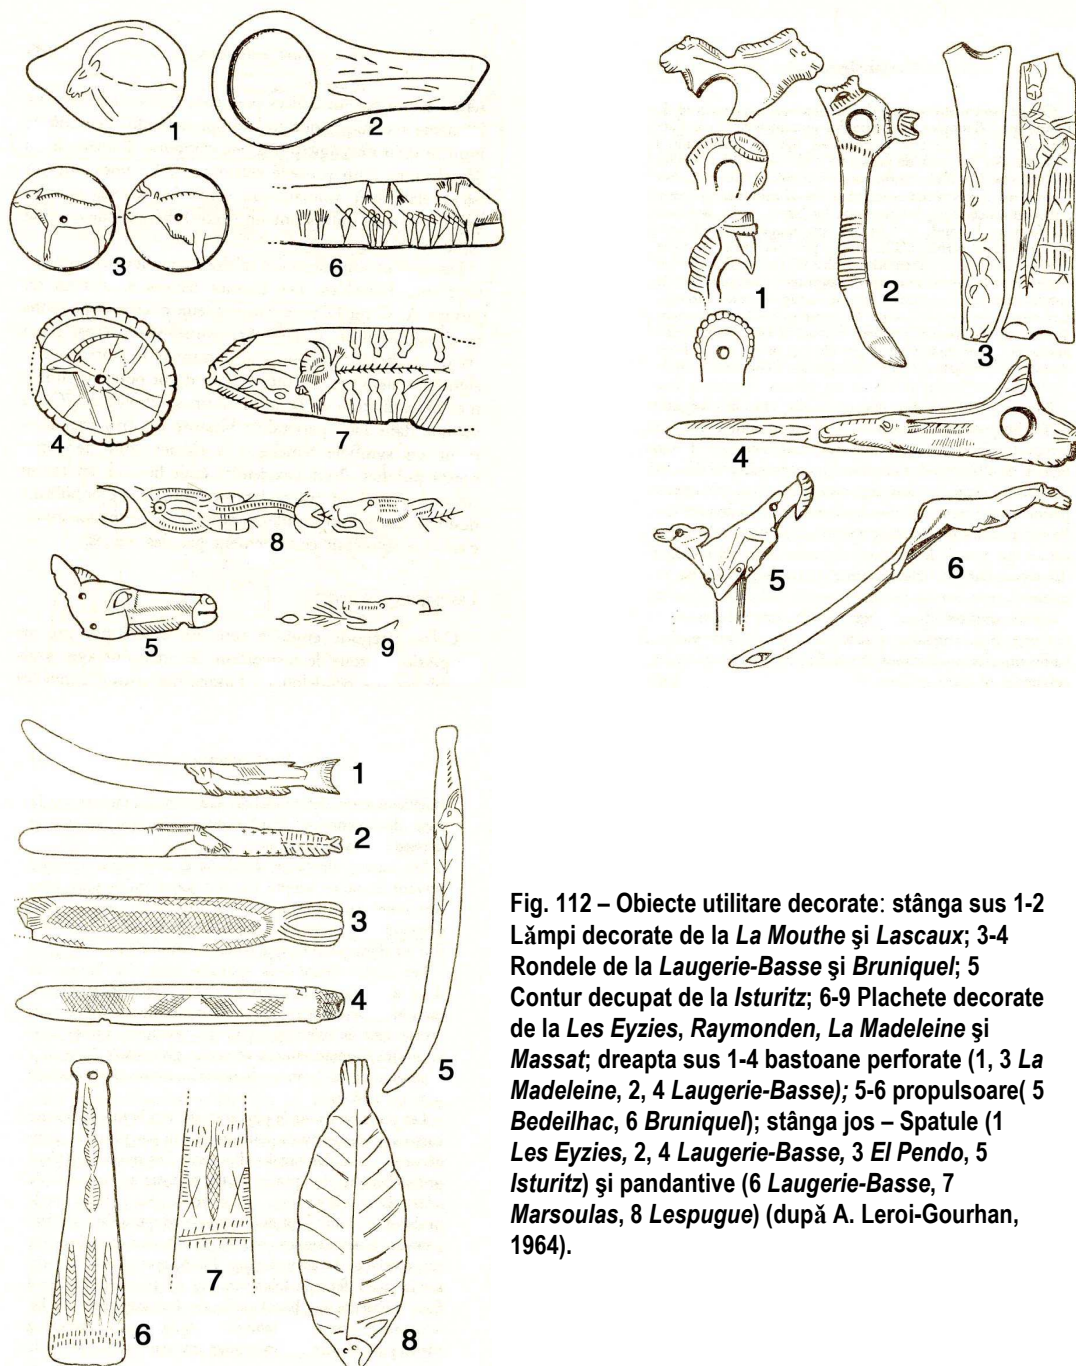 1
2
3
6
4
7
8
5
9
1
2
3
4
5
6
1
2
3
4
5
6
7
8
Fig. 112 – Obiecte utilitare decorate: stânga sus 1-2
Lămpi decorate de la La Mouthe şi Lascaux; 3-4
Rondele de la Laugerie-Basse şi Bruniquel; 5
Contur decupat de la Isturitz; 6-9 Plachete decorate
de la Les Eyzies, Raymonden, La Madeleine şi
Massat; dreapta sus 1-4 bastoane perforate (1, 3 La
Madeleine, 2, 4 Laugerie-Basse); 5-6 propulsoare( 5
Bedeilhac, 6 Bruniquel); stânga jos – Spatule (1
Les Eyzies, 2, 4 Laugerie-Basse, 3 El Pendo, 5
Isturitz) şi pandantive (6 Laugerie-Basse, 7
Marsoulas, 8 Lespugue) (după A. Leroi-Gourhan,
1964).